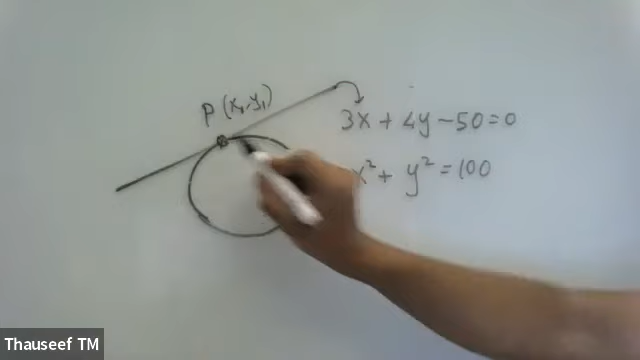 P(x₁, y₁)
3x + 4y - 50 = 0
x² + y² = 100
Thauseef TM